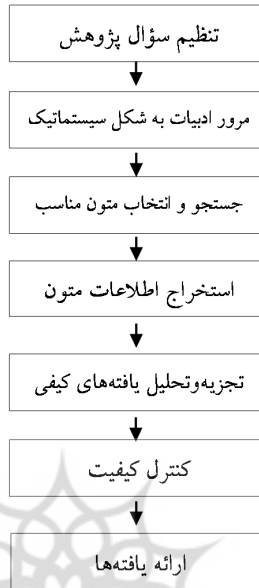 تنظیم سؤال پژوهش
مرور ادبیات به شکل سیستماتیک
جستجو و انتخاب متون مناسب
استخراج اطلاعات متون
تجزیه‌وتحلیل یافته‌های کیفی
کنترل کیفیت
ارائه یافته‌ها